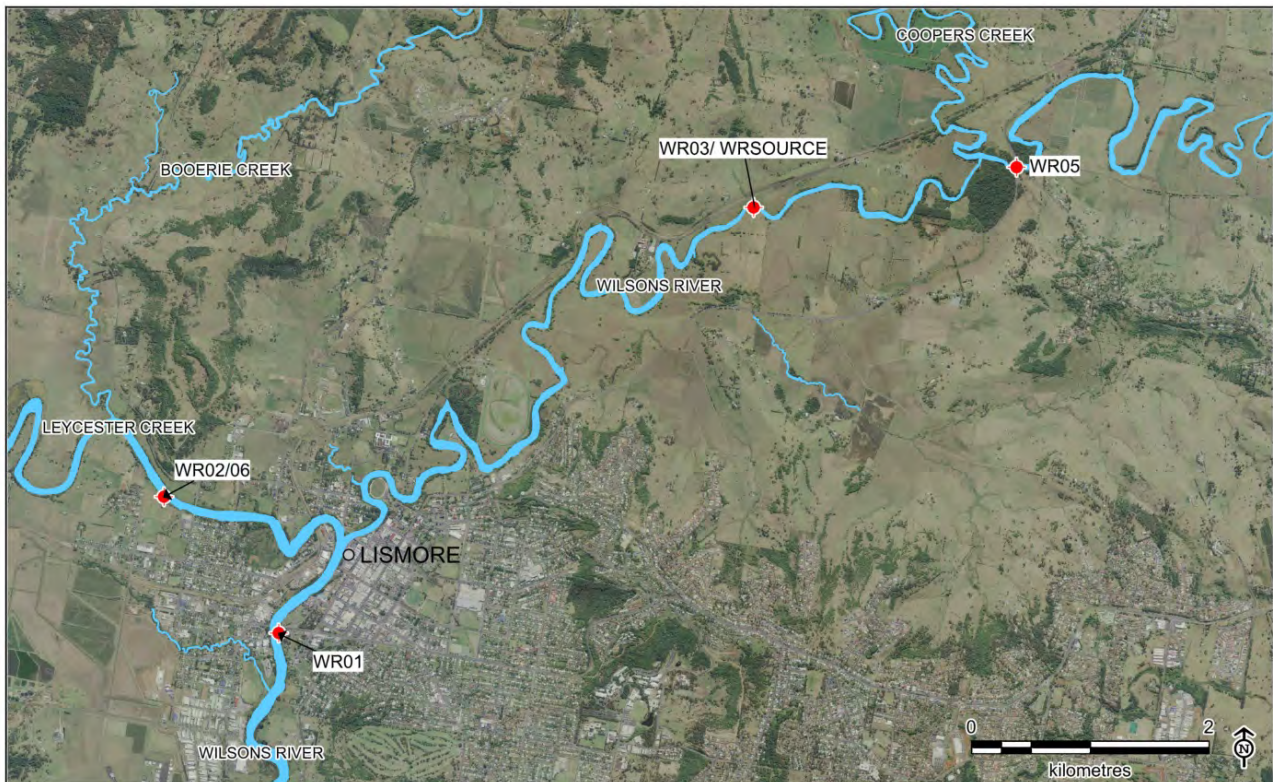 COOPERS CREEK
WR03/ WRSOURCE
BOOERIE CREEK
WR05
WILSONS RIVER
LEYCESTER CREEK
WR02/06
LISMORE
WR01
WILSONS RIVER
0 2
kilometres
N